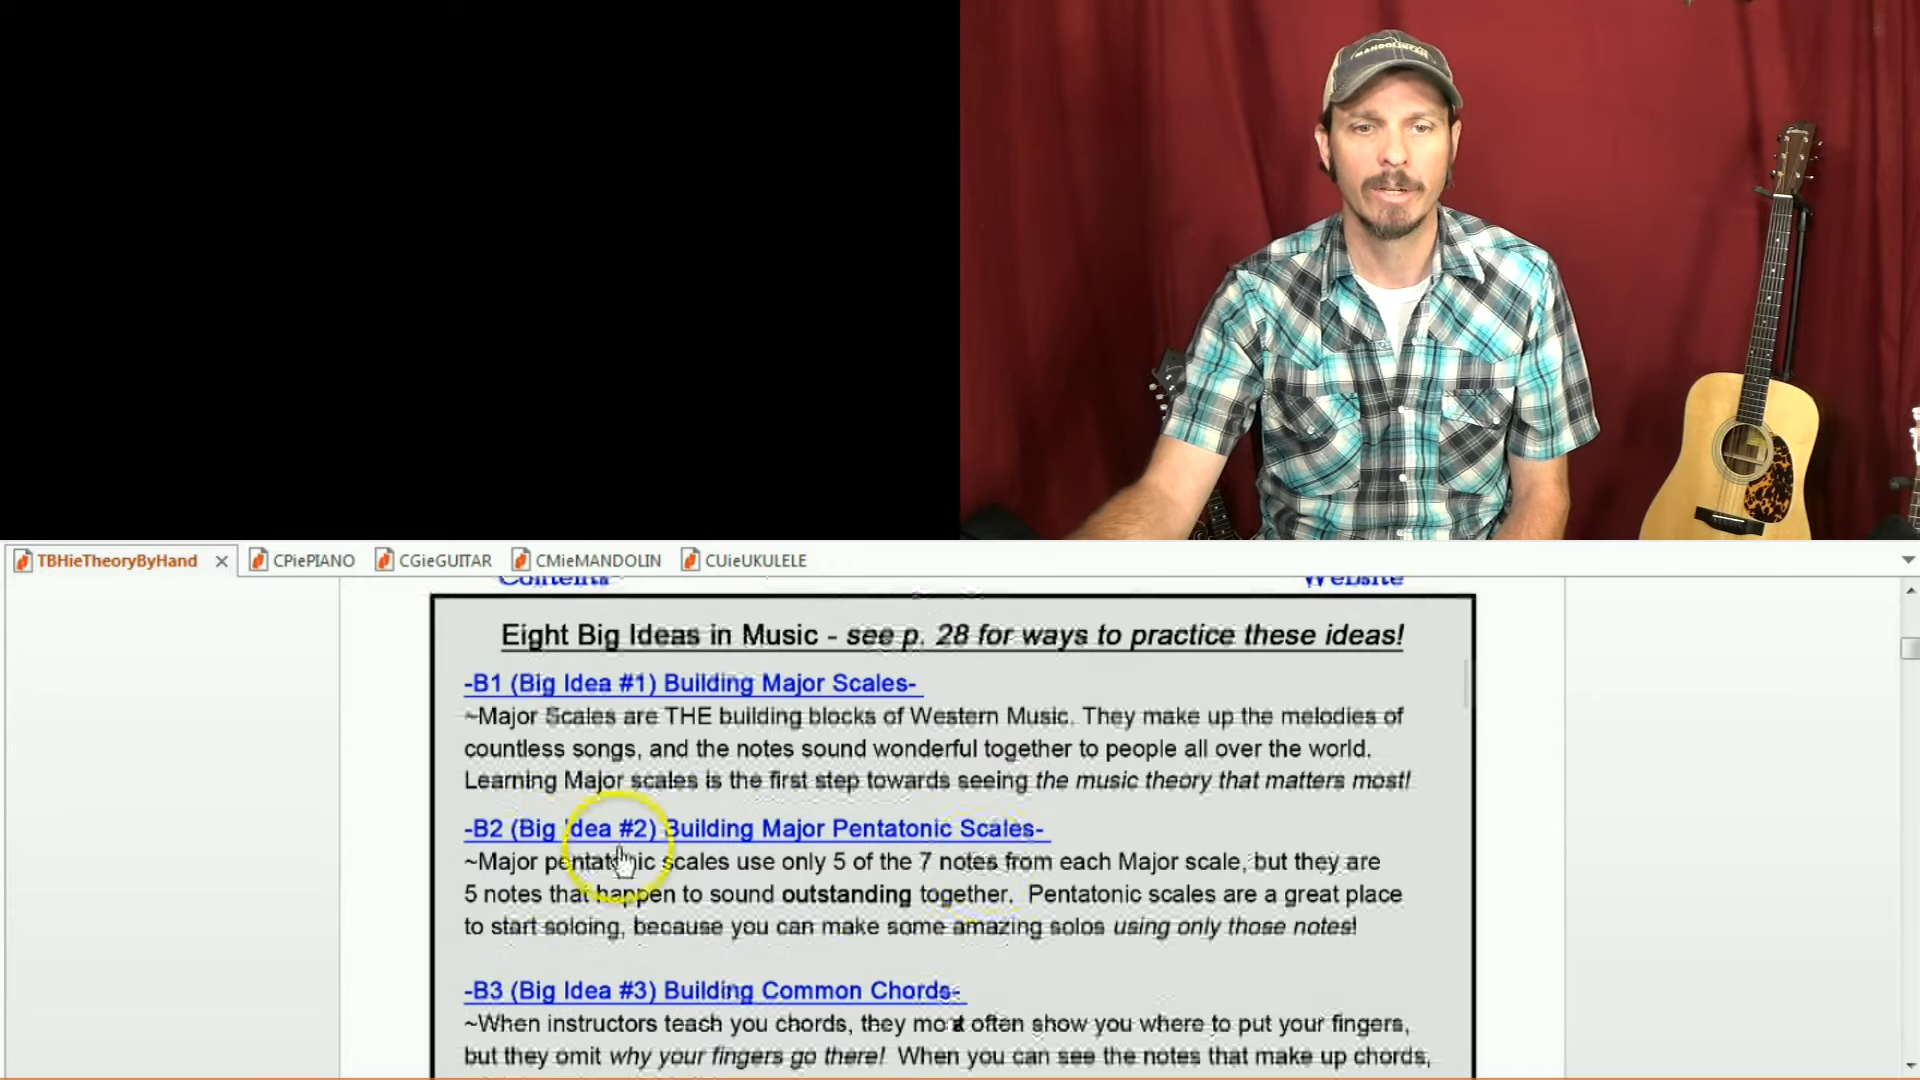 MANDOLIN CAFE
TBHieTheoryByHand CPiePIANO CGieGUITAR CMieMANDOLIN CUieUKULELE
Contents Website
Eight Big Ideas in Music - see p. 28 for ways to practice these ideas!
-B1 (Big Idea #1) Building Major Scales-
~Major Scales are THE building blocks of Western Music. They make up the melodies of
countless songs, and the notes sound wonderful together to people all over the world.
Learning Major scales is the first step towards seeing the music theory that matters most!
-B2 (Big Idea #2) Building Major Pentatonic Scales-
~Major pentatonic scales use only 5 of the 7 notes from each Major scale, but they are
5 notes that happen to sound outstanding together. Pentatonic scales are a great place
to start soloing, because you can make some amazing solos using only those notes!
-B3 (Big Idea #3) Building Common Chords-
~When instructors teach you chords, they most often show you where to put your fingers,
but they omit why your fingers go there! When you can see the notes that make up chords,